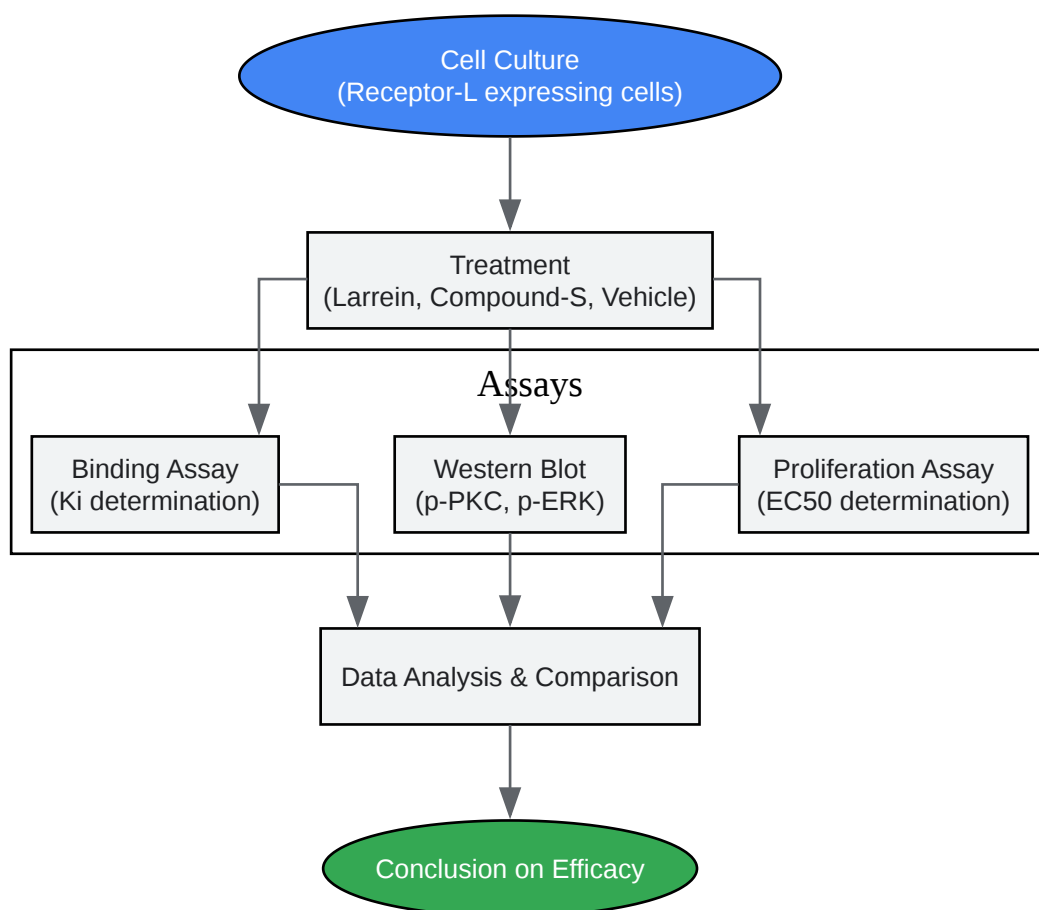 Cell Culture
(Receptor-L expressing cells)
Treatment
(Larrein, Compound-S, Vehicle)
Assays
Binding Assay
(Ki determination)
Western Blot
(p-PKC, p-ERK)
Proliferation Assay
(EC50 determination)
Data Analysis & Comparison
Conclusion on Efficacy